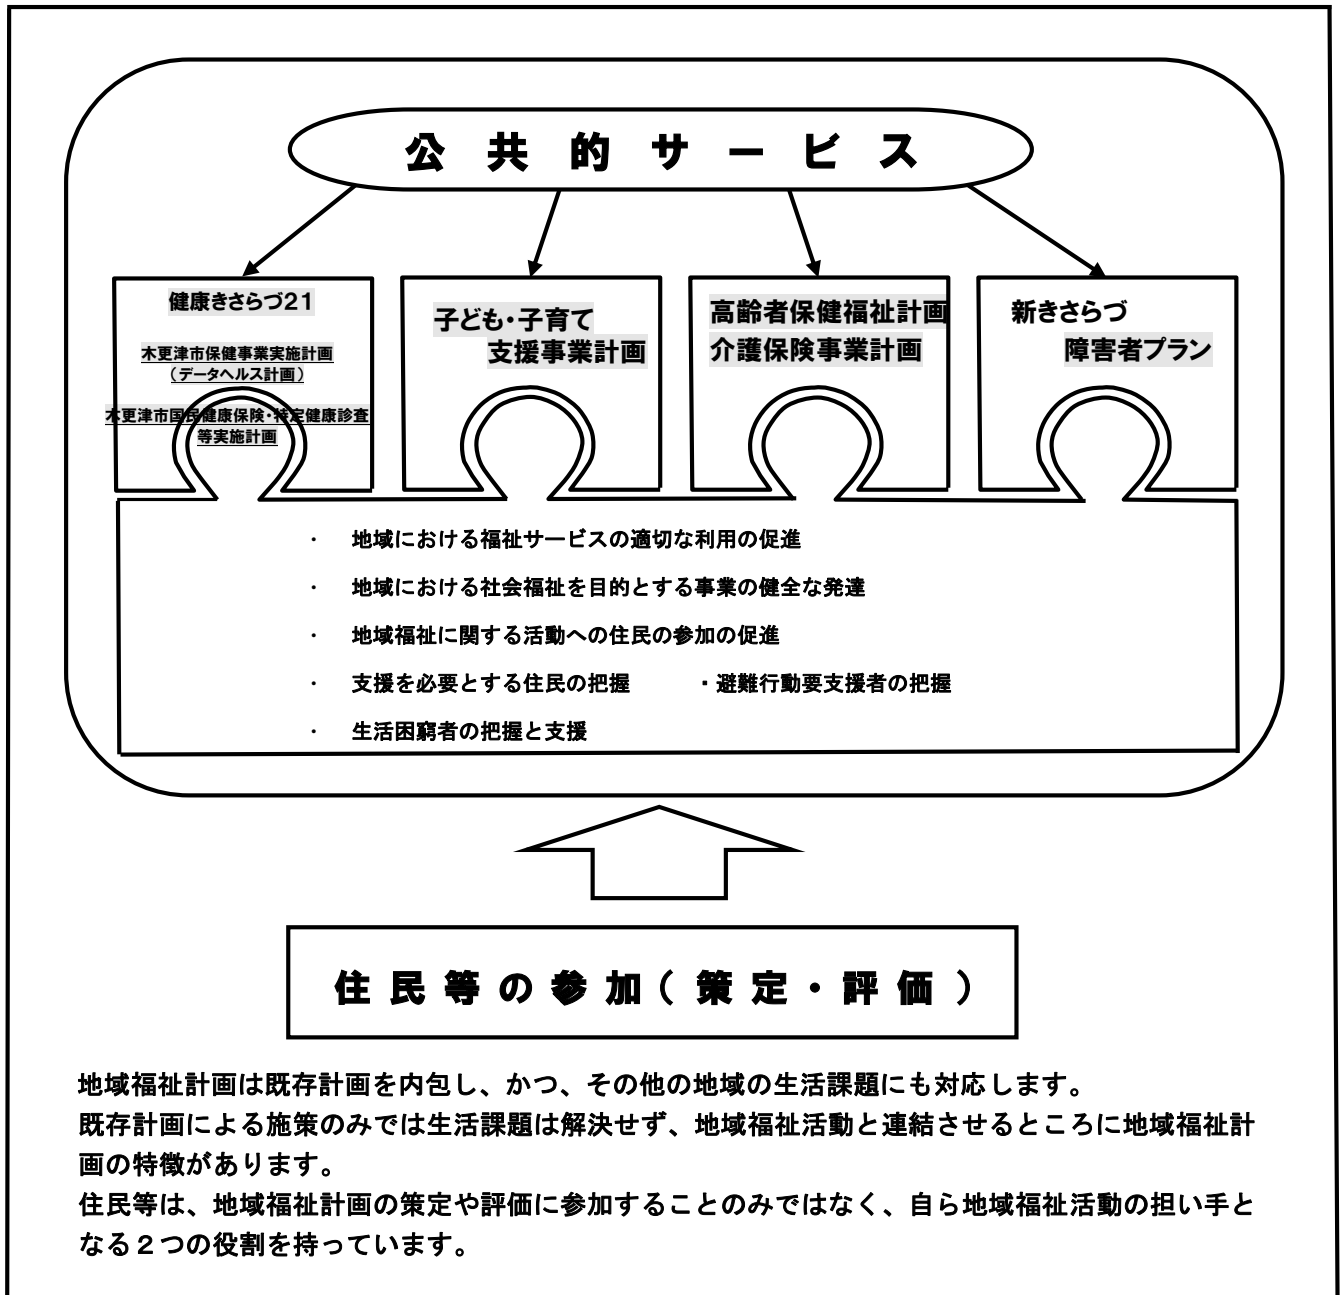 公共的サービス
健康きさらづ21
木更津市保健事業実施計画
(データヘルス計画)
木更津市国民健康保険・特定健康診査
等実施計画
子ども・子育て
支援事業計画
高齢者保健福祉計画
介護保険事業計画
新きさらづ
障害者プラン
・ 地域における福祉サービスの適切な利用の促進
・ 地域における社会福祉を目的とする事業の健全な発達
・ 地域福祉に関する活動への住民の参加の促進
・ 支援を必要とする住民の把握 ・避難行動要支援者の把握
・ 生活困窮者の把握と支援
住民等の参加(策定・評価)
地域福祉計画は既存計画を内包し、かつ、その他の地域の生活課題にも対応します。
既存計画による施策のみでは生活課題は解決せず、地域福祉活動と連結させるところに地域福祉計
画の特徴があります。
住民等は、地域福祉計画の策定や評価に参加することのみではなく、自ら地域福祉活動の担い手と
なる2つの役割を持っています。